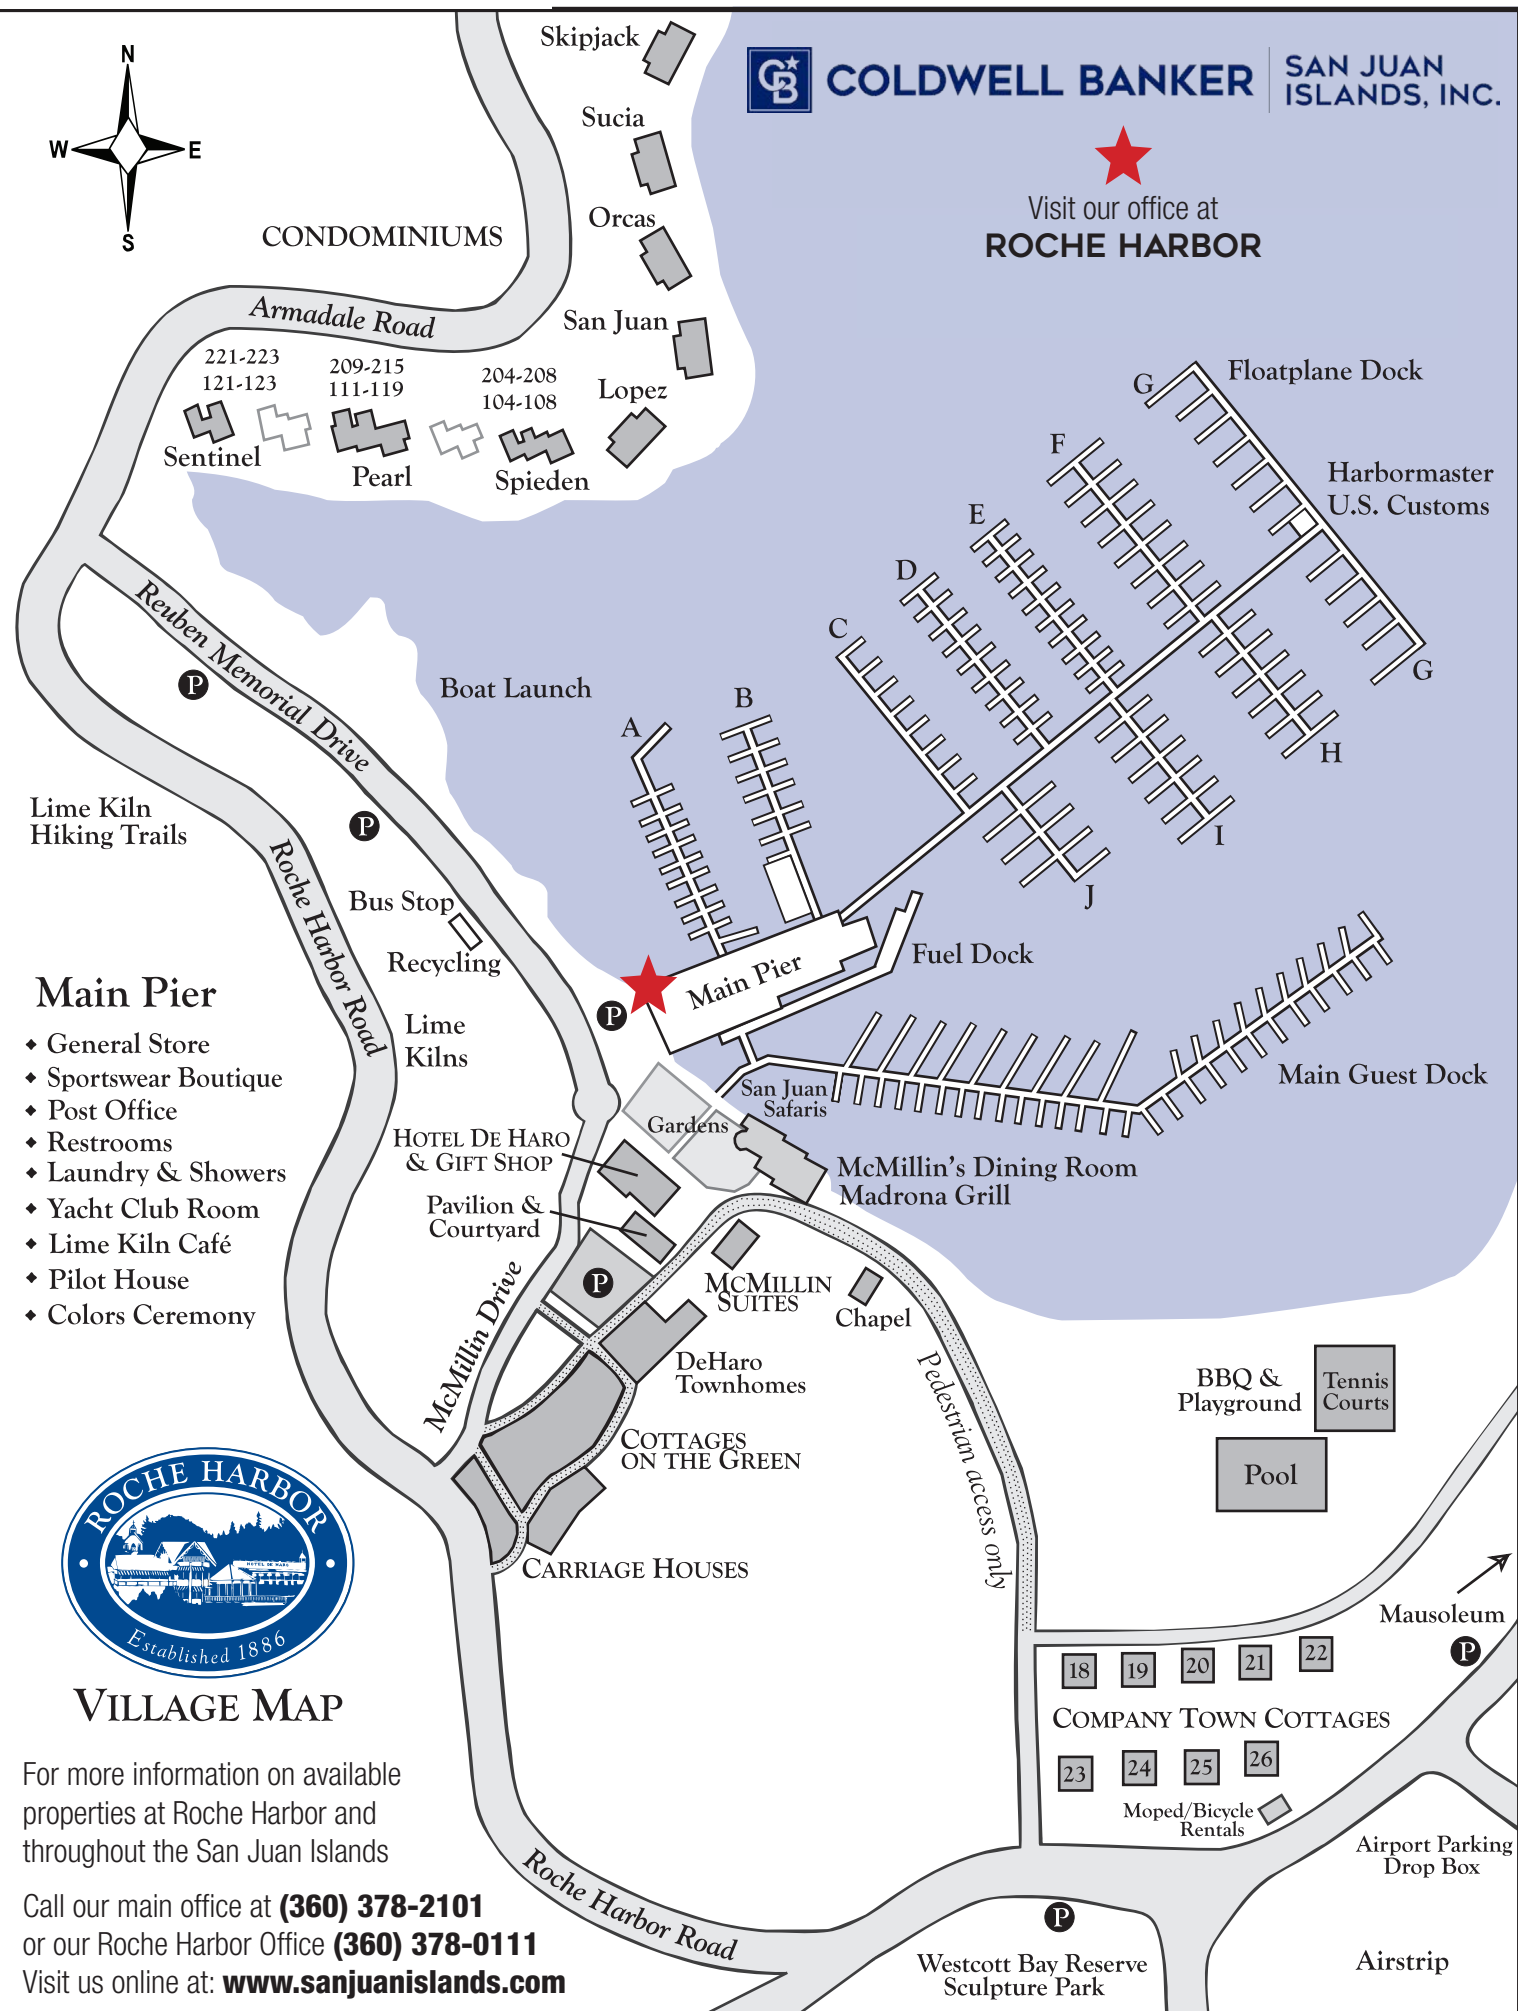 N
W
E
S
Skipjack
Sucia
Orcas
San Juan
Lopez
CONDOMINIUMS
CB
COLDWELL BANKER
SAN JUAN
ISLANDS, INC.
Visit our office at
ROCHE HARBOR
Armadale Road
221-223
121-123
Sentinel
209-215
111-119
Pearl
204-208
104-108
Spieden
G
Floatplane Dock
F
Harbormaster
U.S. Customs
E
D
C
G
H
I
J
B
A
Boat Launch
Reuben Memorial Drive
P
P
Lime Kiln
Hiking Trails
Roche Harbor Road
Bus Stop
Recycling
Lime
Kilns
P
Main Pier
Fuel Dock
Main Guest Dock
San Juan
Safaris
Gardens
McMillin's Dining Room
Madrona Grill
HOTEL DE HARO
& GIFT SHOP
Pavilion &
Courtyard
P
McMillin Drive
MCMILLIN
SUITES
Chapel
DeHaro
Townhomes
COTTAGES
ON THE GREEN
CARRIAGE HOUSES
Pedestrian access only
BBQ &
Playground
Tennis
Courts
Pool
Mausoleum
P
18
19
20
21
22
COMPANY TOWN COTTAGES
23
24
25
26
Moped/Bicycle
Rentals
Airport Parking
Drop Box
Airstrip
P
Westcott Bay Reserve
Sculpture Park
Roche Harbor Road
Main Pier
◆ General Store
◆ Sportswear Boutique
◆ Post Office
◆ Restrooms
◆ Laundry & Showers
◆ Yacht Club Room
◆ Lime Kiln Café
◆ Pilot House
◆ Colors Ceremony
ROCHE HARBOR
HOTEL DE HARO
Established 1886
VILLAGE MAP
For more information on available
properties at Roche Harbor and
throughout the San Juan Islands
Call our main office at (360) 378-2101
or our Roche Harbor Office (360) 378-0111
Visit us online at: www.sanjuanislands.com